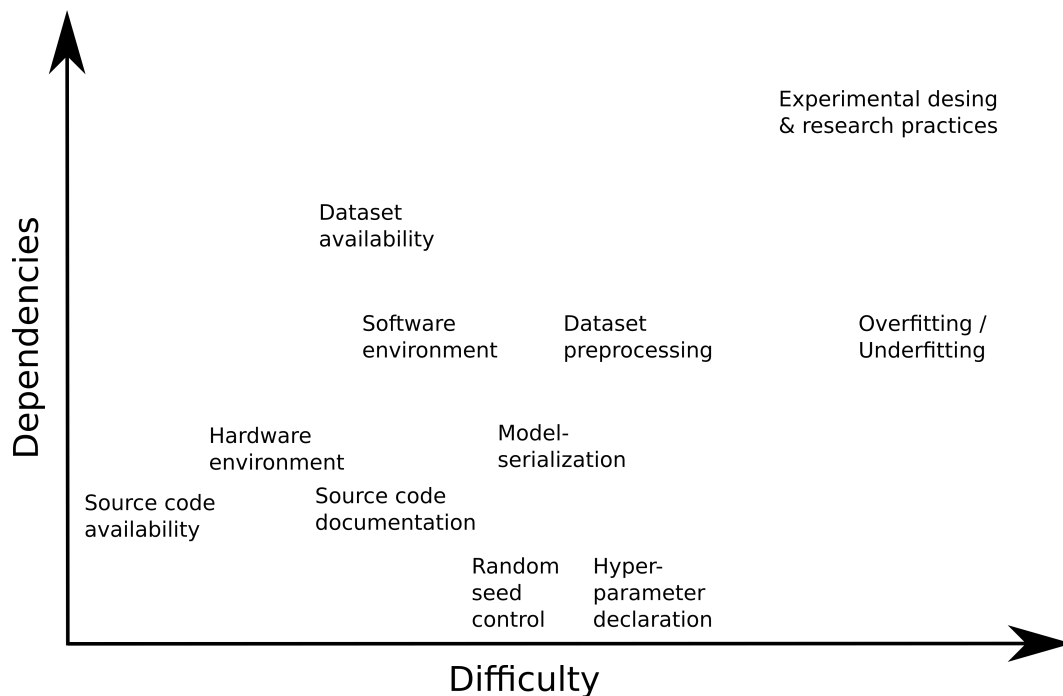 Experimental desing
& research practices
Dataset
availability
Software
environment
Dataset
preprocessing
Overfitting /
Underfitting
Hardware
environment
Model-
serialization
Source code
availability
Source code
documentation
Random
seed
control
Hyper-
parameter
declaration
Dependencies
Difficulty